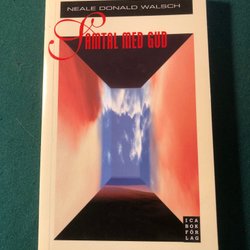 NEALE DONALD WALSCH
SAMTAL MED GUD
ICA
BOK
FÖR
LAG